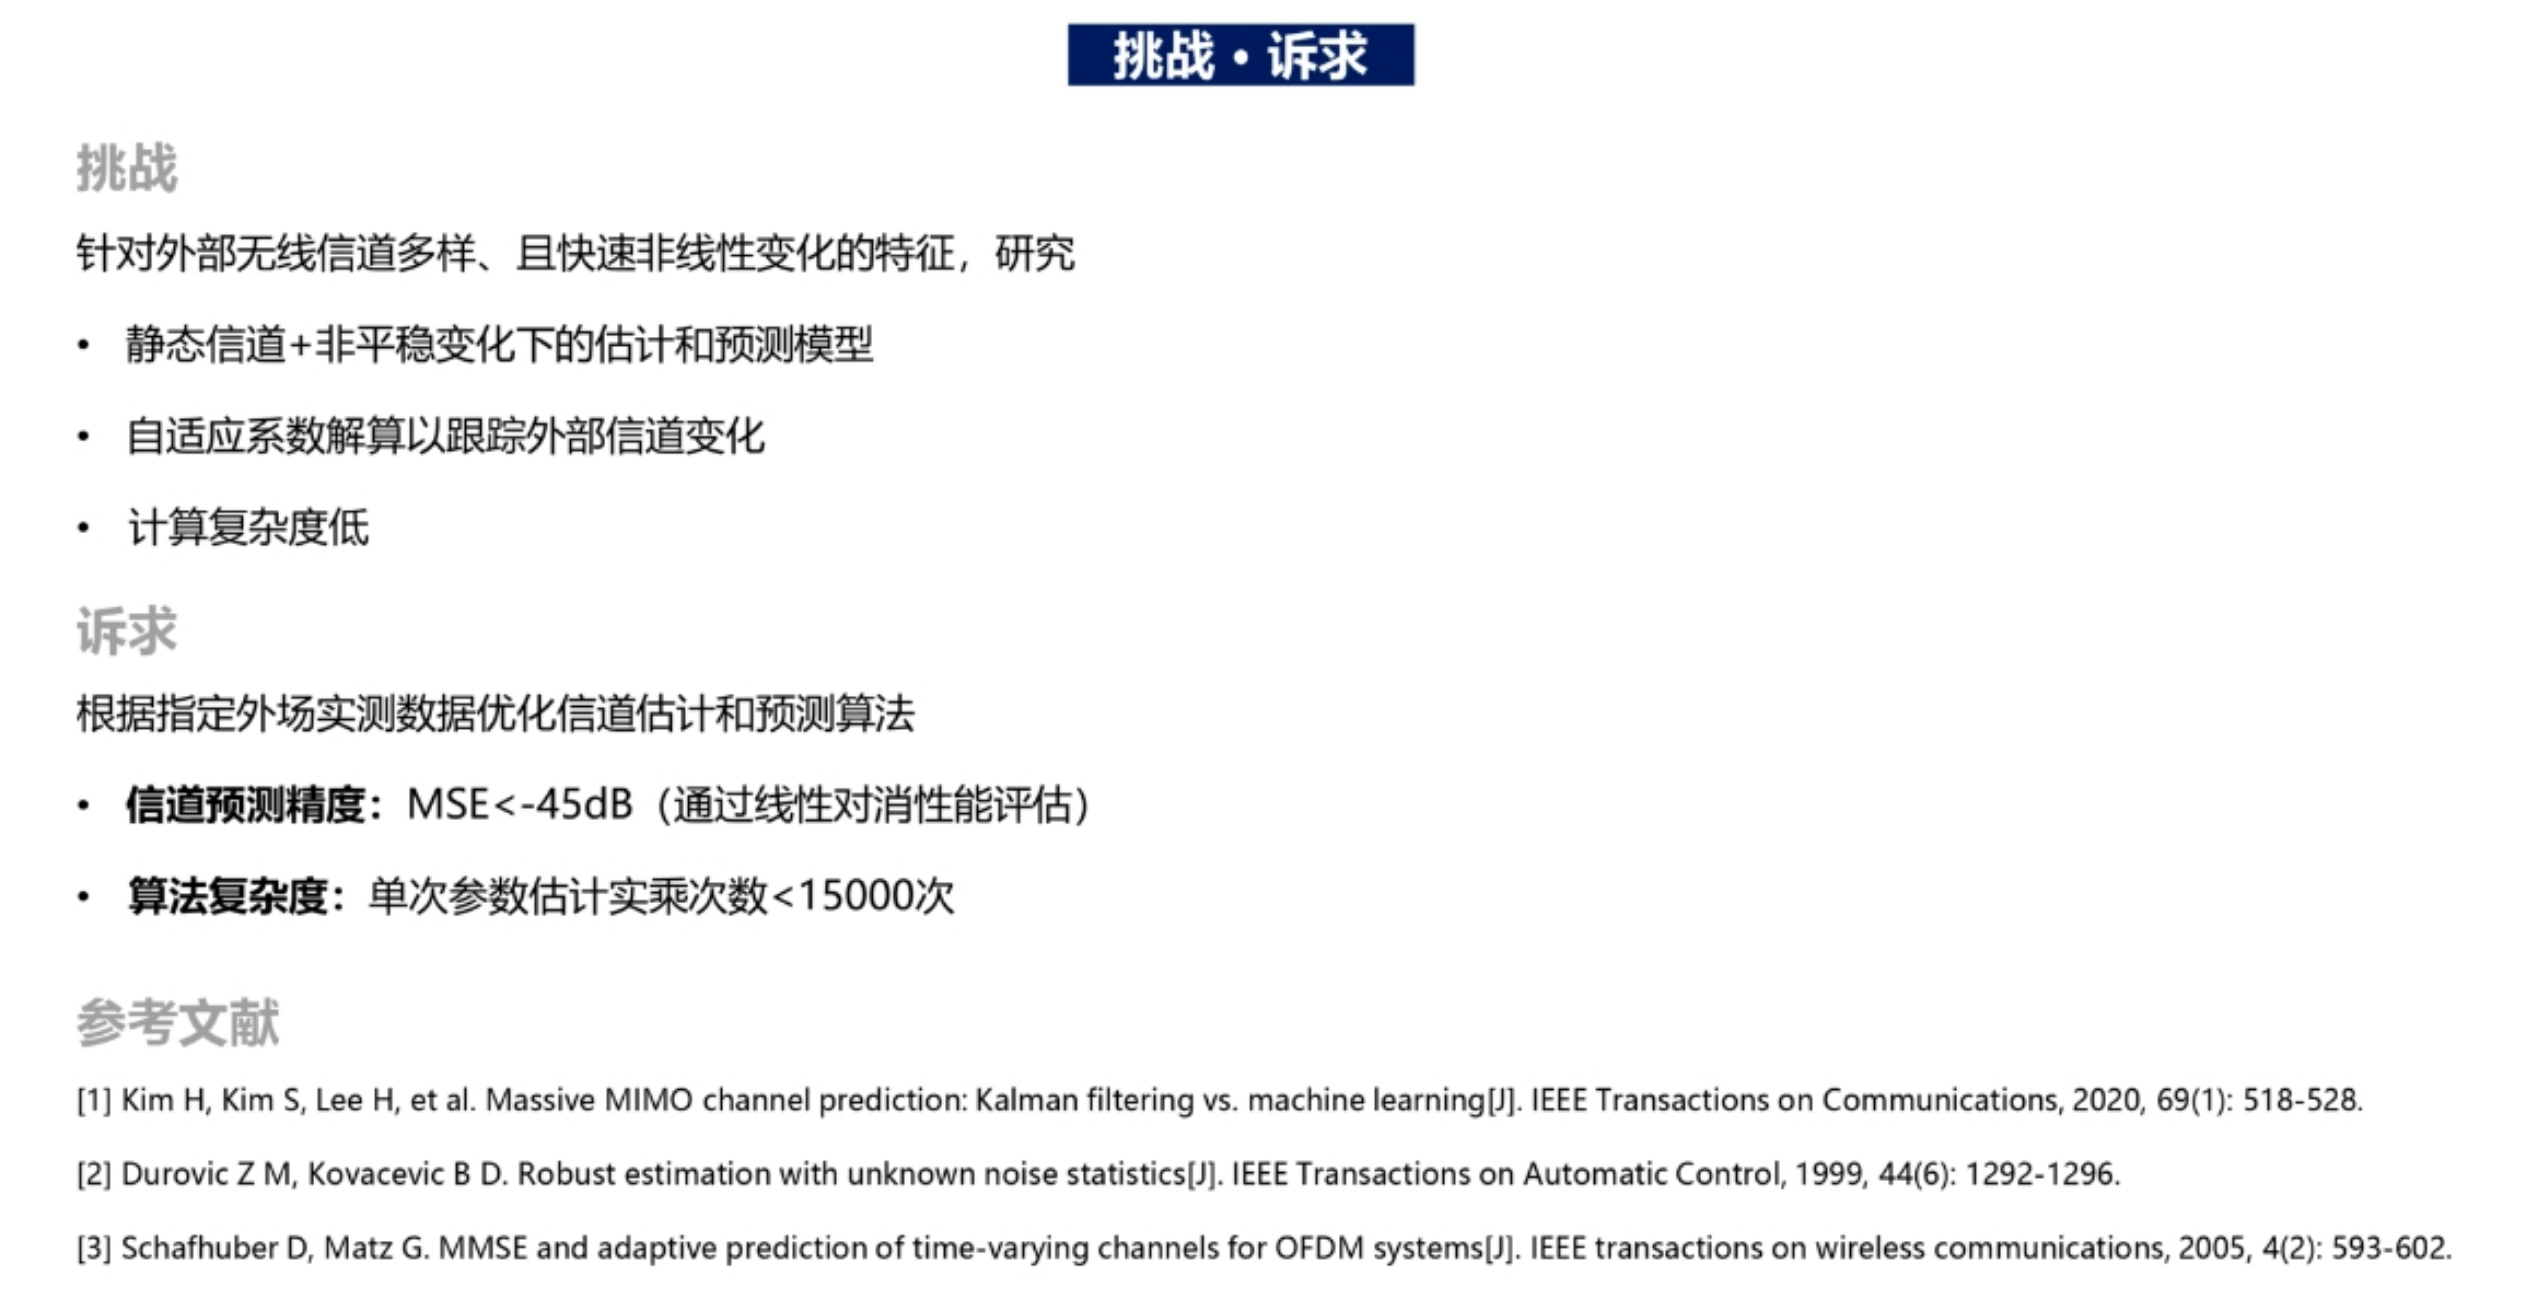 挑战・诉求
挑战
针对外部无线信道多样、且快速非线性变化的特征，研究
• 静态信道+非平稳变化下的估计和预测模型
• 自适应系数解算以跟踪外部信道变化
• 计算复杂度低
诉求
根据指定外场实测数据优化信道估计和预测算法
• 信道预测精度：MSE<-45dB（通过线性对消性能评估）
• 算法复杂度：单次参数估计实乘次数<15000次
参考文献
[1] Kim H, Kim S, Lee H, et al. Massive MIMO channel prediction: Kalman filtering vs. machine learning[J]. IEEE Transactions on Communications, 2020, 69(1): 518-528.
[2] Durovic Z M, Kovacevic B D. Robust estimation with unknown noise statistics[J]. IEEE Transactions on Automatic Control, 1999, 44(6): 1292-1296.
[3] Schafhuber D, Matz G. MMSE and adaptive prediction of time-varying channels for OFDM systems[J]. IEEE transactions on wireless communications, 2005, 4(2): 593-602.